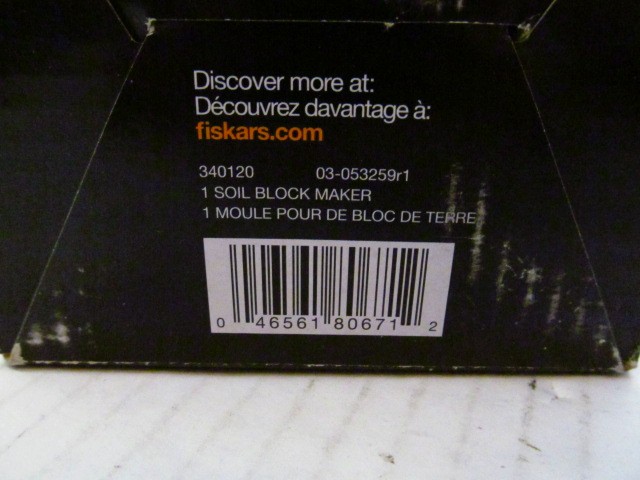 Discover more at:
Découvrez davantage à:
fiskars.com
340120 03-053259r1
1 SOIL BLOCK MAKER
1 MOULE POUR DE BLOC DE TERRE
0 46561 80671 2